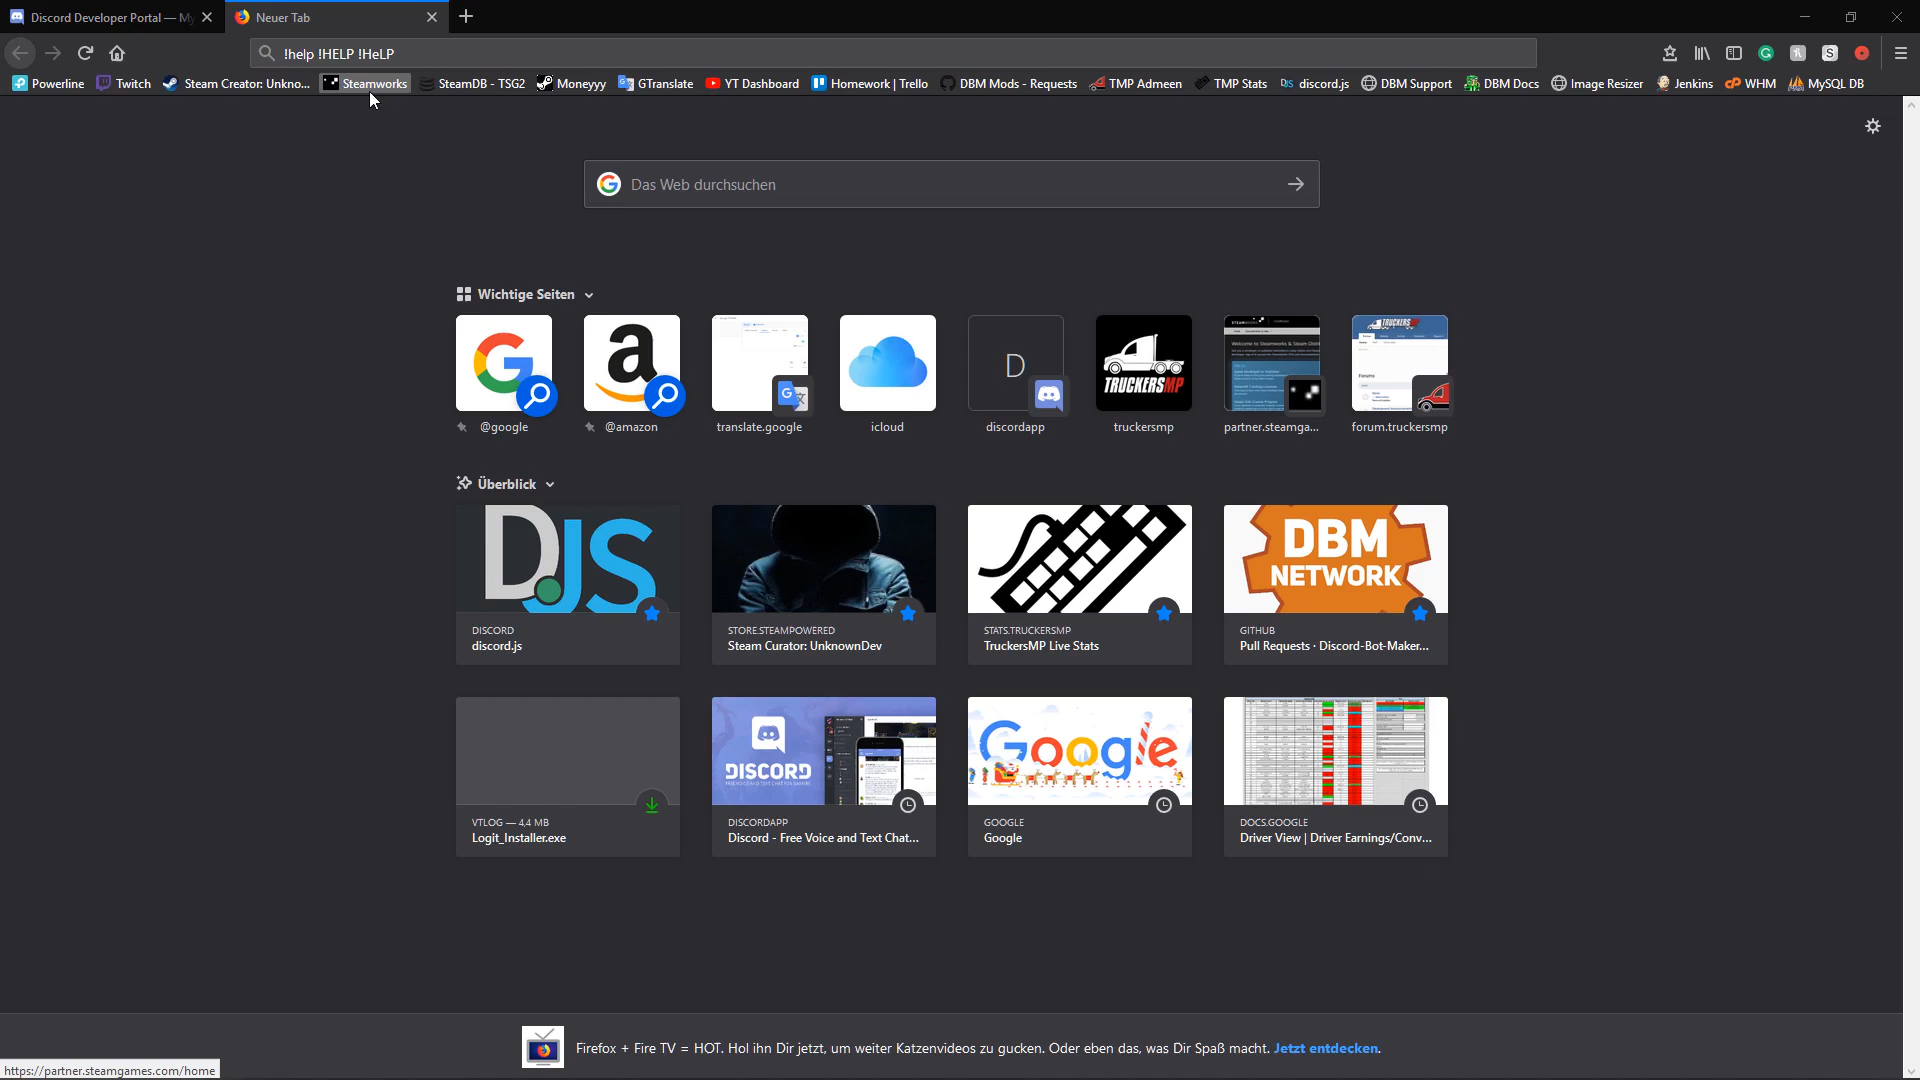 Discord Developer Portal — My
Neuer Tab
!help !HELP !HeLP
Powerline
Twitch
Steam Creator: Unkno...
Steamworks
SteamDB - TSG2
Moneyyy
GTranslate
YT Dashboard
Homework | Trello
DBM Mods - Requests
TMP Admeen
TMP Stats
discord.js
DBM Support
DBM Docs
Image Resizer
Jenkins
WHM
MySQL DB
Das Web durchsuchen
Wichtige Seiten
D
TRUCKERSMP
@google
@amazon
translate.google
icloud
discordapp
truckersmp
partner.steamga...
forum.truckersmp
Überblick
DJS
DBM
NETWORK
DISCORD
discord.js
STORE.STEAMPOWERED
Steam Curator: UnknownDev
STATS.TRUCKERSMP
TruckersMP Live Stats
GITHUB
Pull Requests · Discord-Bot-Maker...
DISCORD
Google
VTLOG — 4,4 MB
Logit_Installer.exe
DISCORDAPP
Discord - Free Voice and Text Chat...
GOOGLE
Google
DOCS.GOOGLE
Driver View | Driver Earnings/Conv...
Firefox + Fire TV = HOT. Hol ihn Dir jetzt, um weiter Katzenvideos zu gucken. Oder eben das, was Dir Spaß macht. Jetzt entdecken.
https://partner.steamgames.com/home